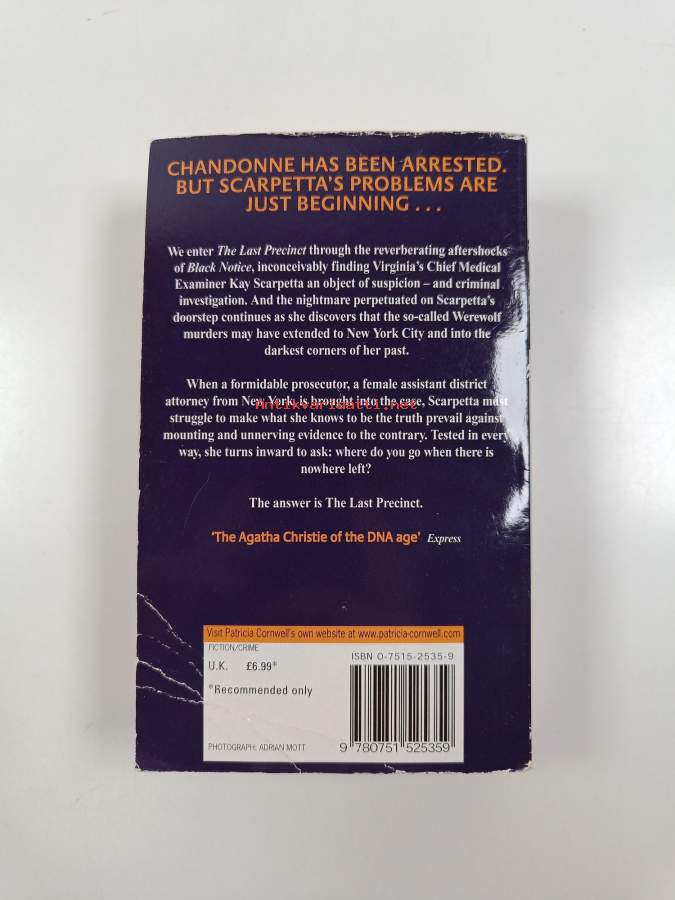 CHANDONNE HAS BEEN ARRESTED.
BUT SCARPETTA'S PROBLEMS ARE
JUST BEGINNING . . .
We enter The Last Precinct through the reverberating aftershocks
of Black Notice, inconceivably finding Virginia's Chief Medical
Examiner Kay Scarpetta an object of suspicion – and criminal
investigation. And the nightmare perpetuated on Scarpetta's
doorstep continues as she discovers that the so-called Werewolf
murders may have extended to New York City and into the
darkest corners of her past.
When a formidable prosecutor, a female assistant district
attorney from New York, is brought into the case, Scarpetta must
Antikvariaatti.net
struggle to make what she knows to be the truth prevail against
mounting and unnerving evidence to the contrary. Tested in every
way, she turns inward to ask: where do you go when there is
nowhere left?
The answer is The Last Precinct.
'The Agatha Christie of the DNA age' Express
Visit Patricia Cornwell's own website at www.patricia-cornwell.com
FICTION/CRIME
ISBN 0-7515-2535-9
U.K. £6.99*
*Recommended only
PHOTOGRAPH: ADRIAN MOTT
9 780751 525359